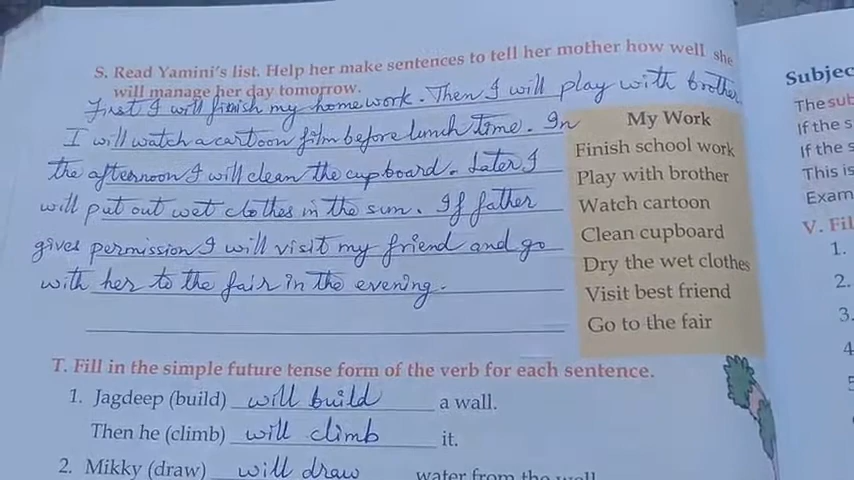 S. Read Yamini's list. Help her make sentences to tell her mother how well she
will manage her day tomorrow.
First I will finish my homework. Then I will play with brother.
I will watch a cartoon film before lunch time. In
the afternoon I will clean the cupboard. Later I
will put out wet clothes in the sun. If father
gives permission I will visit my friend and go
with her to the fair in the evening.
My Work
Finish school work
Play with brother
Watch cartoon
Clean cupboard
Dry the wet clothes
Visit best friend
Go to the fair
T. Fill in the simple future tense form of the verb for each sentence.
1. Jagdeep (build) will build a wall.
Then he (climb) will climb it.
2. Mikky (draw) will draw water from the well.
Subjec
The sub
If the s
If the s
This is
Exam
V. Fil
1.
2.
3.
4
5